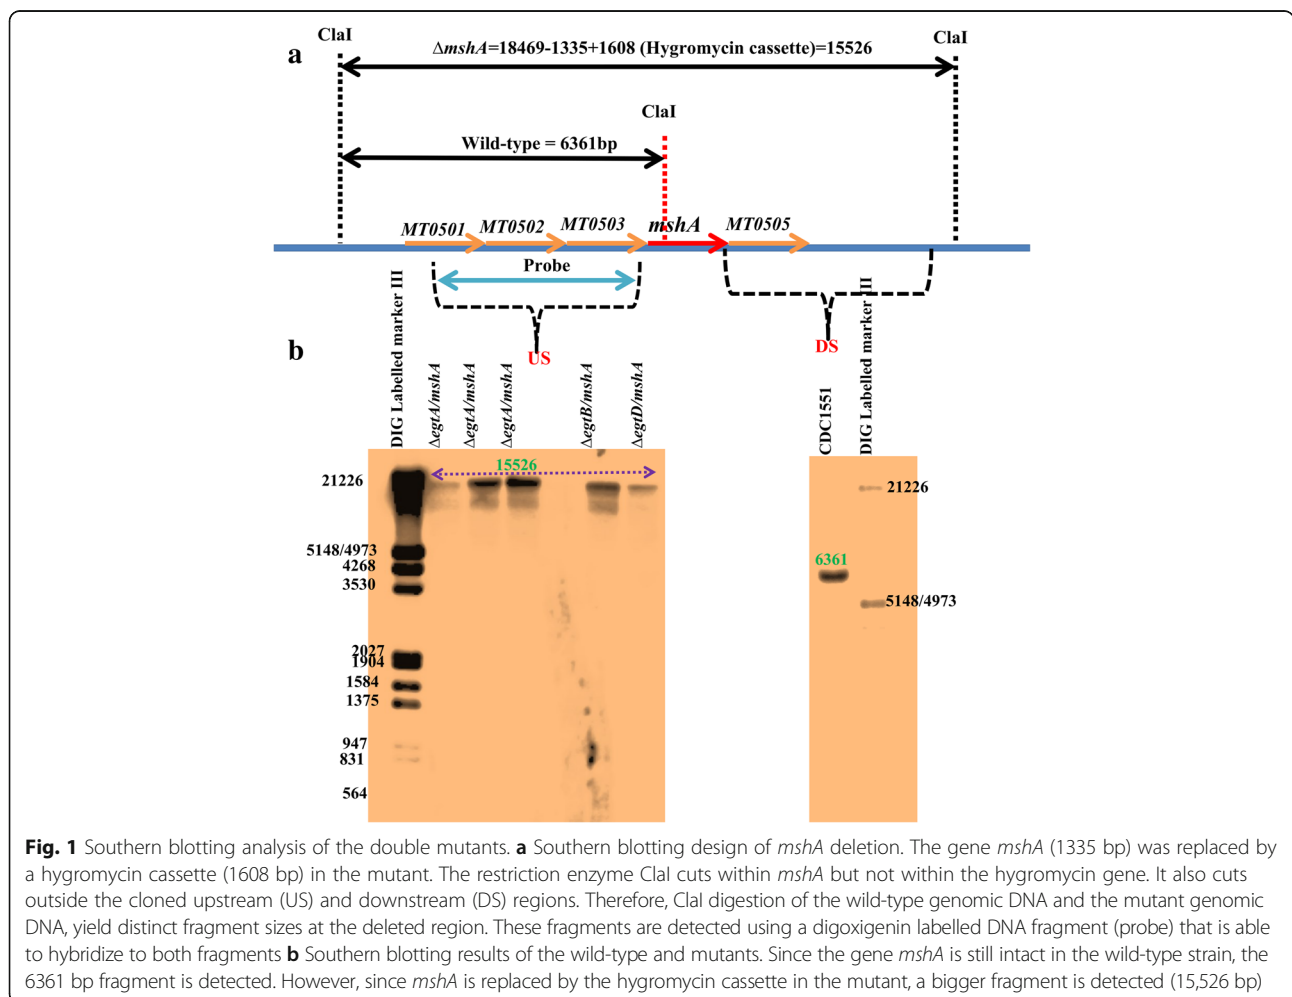 a
ClaI
ΔmshA=18469-1335+1608 (Hygromycin cassette)=15526
ClaI
ClaI
Wild-type = 6361bp
MT0501 MT0502 MT0503 mshA MT0505
Probe
US
DS
b
DIG Labelled marker III
ΔegtA/mshA
ΔegtA/mshA
ΔegtA/mshA
ΔegtB/mshA
ΔegtD/mshA
CDC1551
DIG Labelled marker III
15526
21226
5148/4973
4268
3530
2027
1904
1584
1375
947
831
564
21226
6361
5148/4973
Fig. 1 Southern blotting analysis of the double mutants. a Southern blotting design of mshA deletion. The gene mshA (1335 bp) was replaced by
a hygromycin cassette (1608 bp) in the mutant. The restriction enzyme ClaI cuts within mshA but not within the hygromycin gene. It also cuts
outside the cloned upstream (US) and downstream (DS) regions. Therefore, ClaI digestion of the wild-type genomic DNA and the mutant genomic
DNA, yield distinct fragment sizes at the deleted region. These fragments are detected using a digoxigenin labelled DNA fragment (probe) that is able
to hybridize to both fragments b Southern blotting results of the wild-type and mutants. Since the gene mshA is still intact in the wild-type strain, the
6361 bp fragment is detected. However, since mshA is replaced by the hygromycin cassette in the mutant, a bigger fragment is detected (15,526 bp)